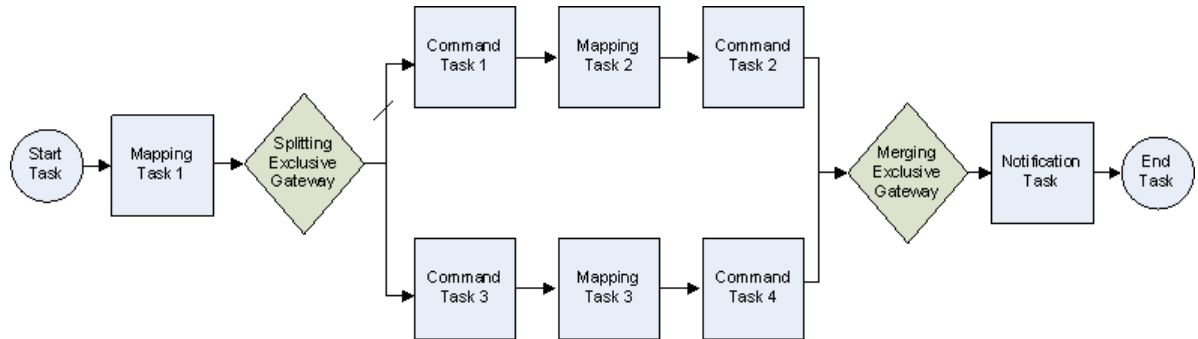 Start
Task
Mapping
Task 1
Splitting
Exclusive
Gateway
Command
Task 1
Mapping
Task 2
Command
Task 2
Command
Task 3
Mapping
Task 3
Command
Task 4
Merging
Exclusive
Gateway
Notification
Task
End
Task